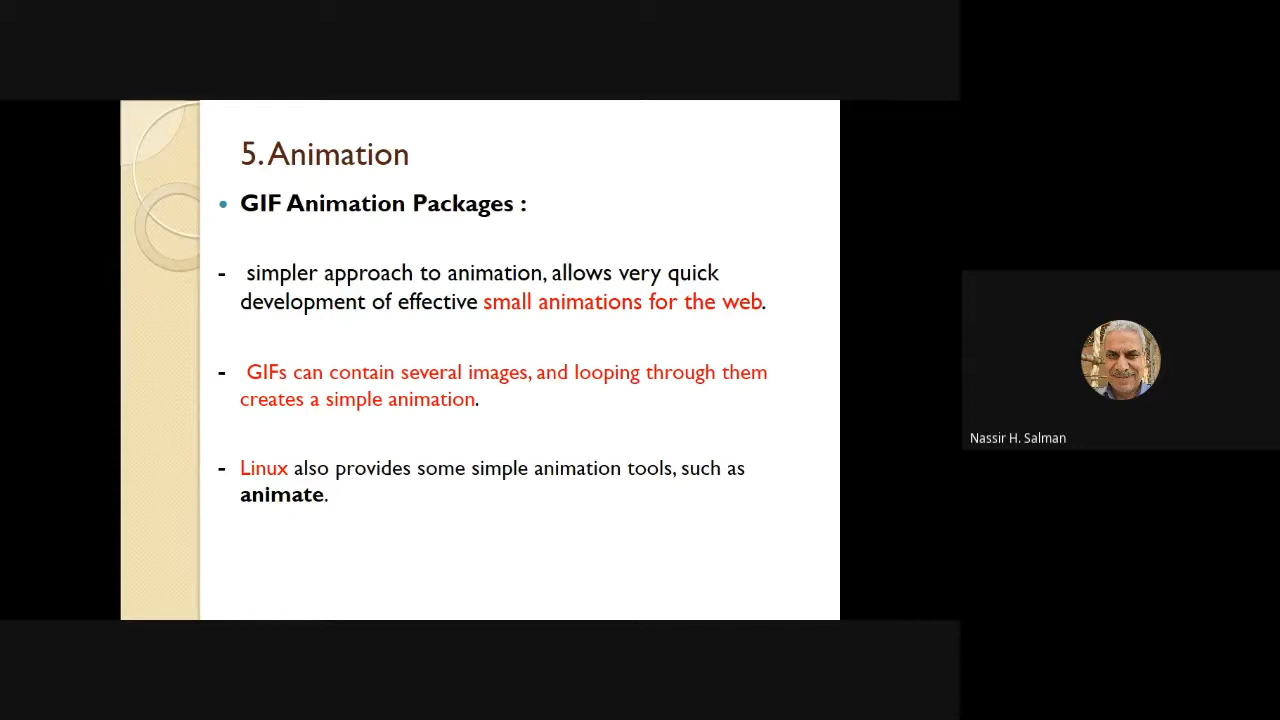 5. Animation
• GIF Animation Packages :
- simpler approach to animation, allows very quick
development of effective small animations for the web.
- GIFs can contain several images, and looping through them
creates a simple animation.
- Linux also provides some simple animation tools, such as
animate.
Nassir H. Salman